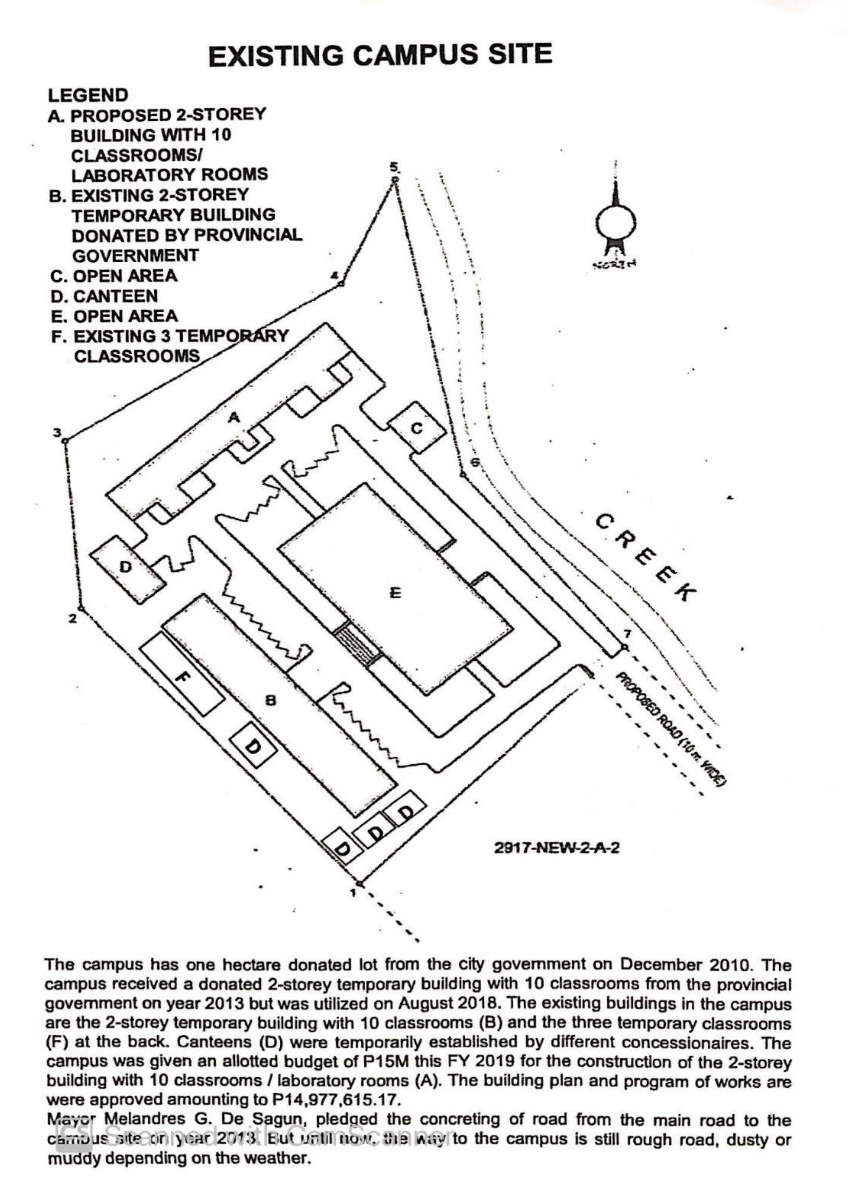 EXISTING CAMPUS SITE
LEGEND
A. PROPOSED 2-STOREY
BUILDING WITH 10
CLASSROOMS/
LABORATORY ROOMS
B. EXISTING 2-STOREY
TEMPORARY BUILDING
DONATED BY PROVINCIAL
GOVERNMENT
C. OPEN AREA
D. CANTEEN
E. OPEN AREA
F. EXISTING 3 TEMPORARY
CLASSROOMS
5
NORTH
4
3
A
C
6
CREEK
D
E
2
7
F
B
PROPOSED ROAD (10 m. WIDE)
D
D
D
D
2917-NEW-2-A-2
1
The campus has one hectare donated lot from the city government on December 2010. The
campus received a donated 2-storey temporary building with 10 classrooms from the provincial
government on year 2013 but was utilized on August 2018. The existing buildings in the campus
are the 2-storey temporary building with 10 classrooms (B) and the three temporary classrooms
(F) at the back. Canteens (D) were temporarily established by different concessionaires. The
campus was given an allotted budget of P15M this FY 2019 for the construction of the 2-storey
building with 10 classrooms / laboratory rooms (A). The building plan and program of works are
were approved amounting to P14,977,615.17.
Mayor Melandres G. De Sagun, pledged the concreting of road from the main road to the
campus site on year 2013. But until now, the way to the campus is still rough road, dusty or
muddy depending on the weather.
CS Scanned with CamScanner